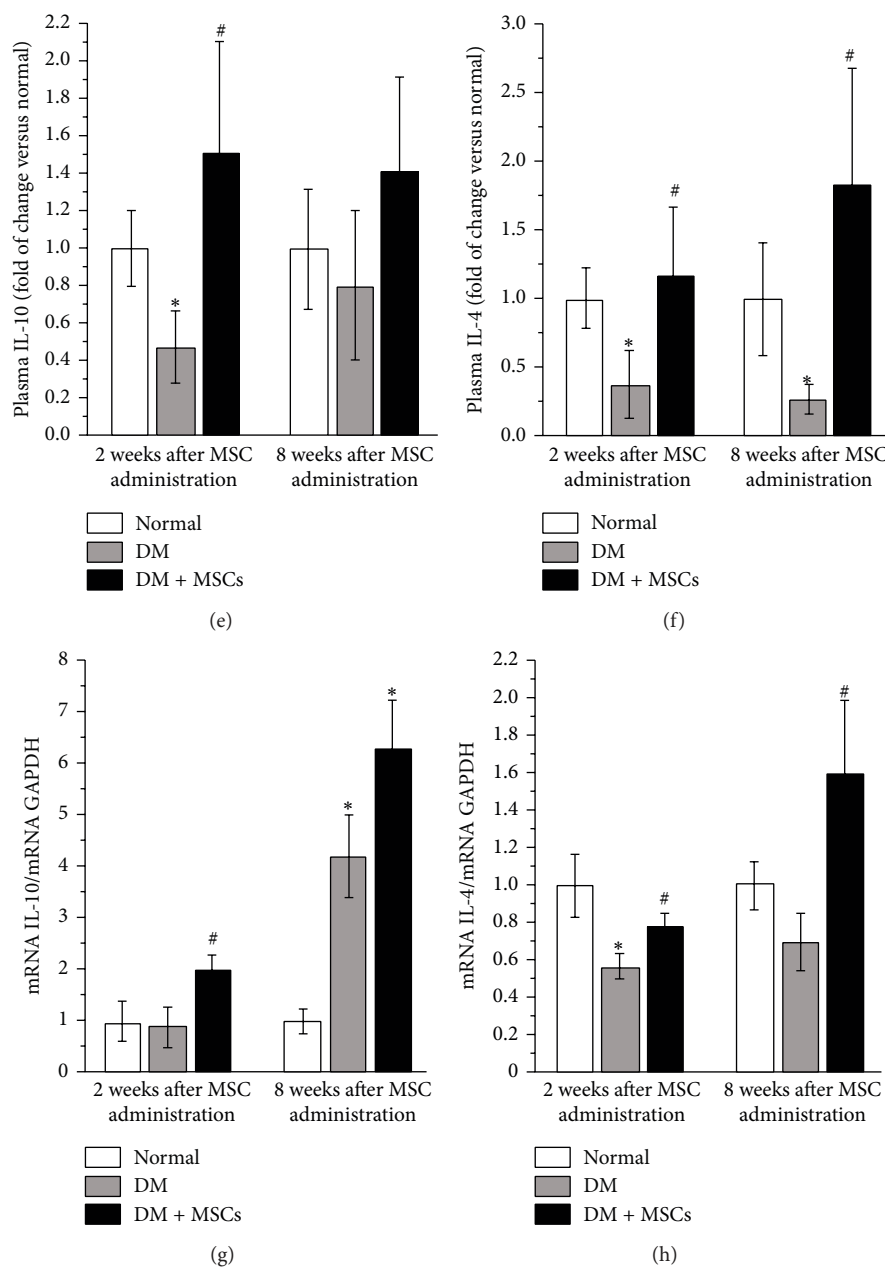 Plasma IL-10 (fold of change versus normal)
2.2
2.0
1.8
1.6
1.4
1.2
1.0
0.8
0.6
0.4
0.2
0.0
#
*
2 weeks after MSC
administration
8 weeks after MSC
administration
Normal
DM
DM + MSCs
(e)
Plasma IL-4 (fold of change versus normal)
3.0
2.5
2.0
1.5
1.0
0.5
0.0
*
#
*
#
2 weeks after MSC
administration
8 weeks after MSC
administration
Normal
DM
DM + MSCs
(f)
mRNA IL-10/mRNA GAPDH
8
7
6
5
4
3
2
1
0
#
*
*
2 weeks after MSC
administration
8 weeks after MSC
administration
Normal
DM
DM + MSCs
(g)
mRNA IL-4/mRNA GAPDH
2.2
2.0
1.8
1.6
1.4
1.2
1.0
0.8
0.6
0.4
0.2
0
*
#
#
2 weeks after MSC
administration
8 weeks after MSC
administration
Normal
DM
DM + MSCs
(h)